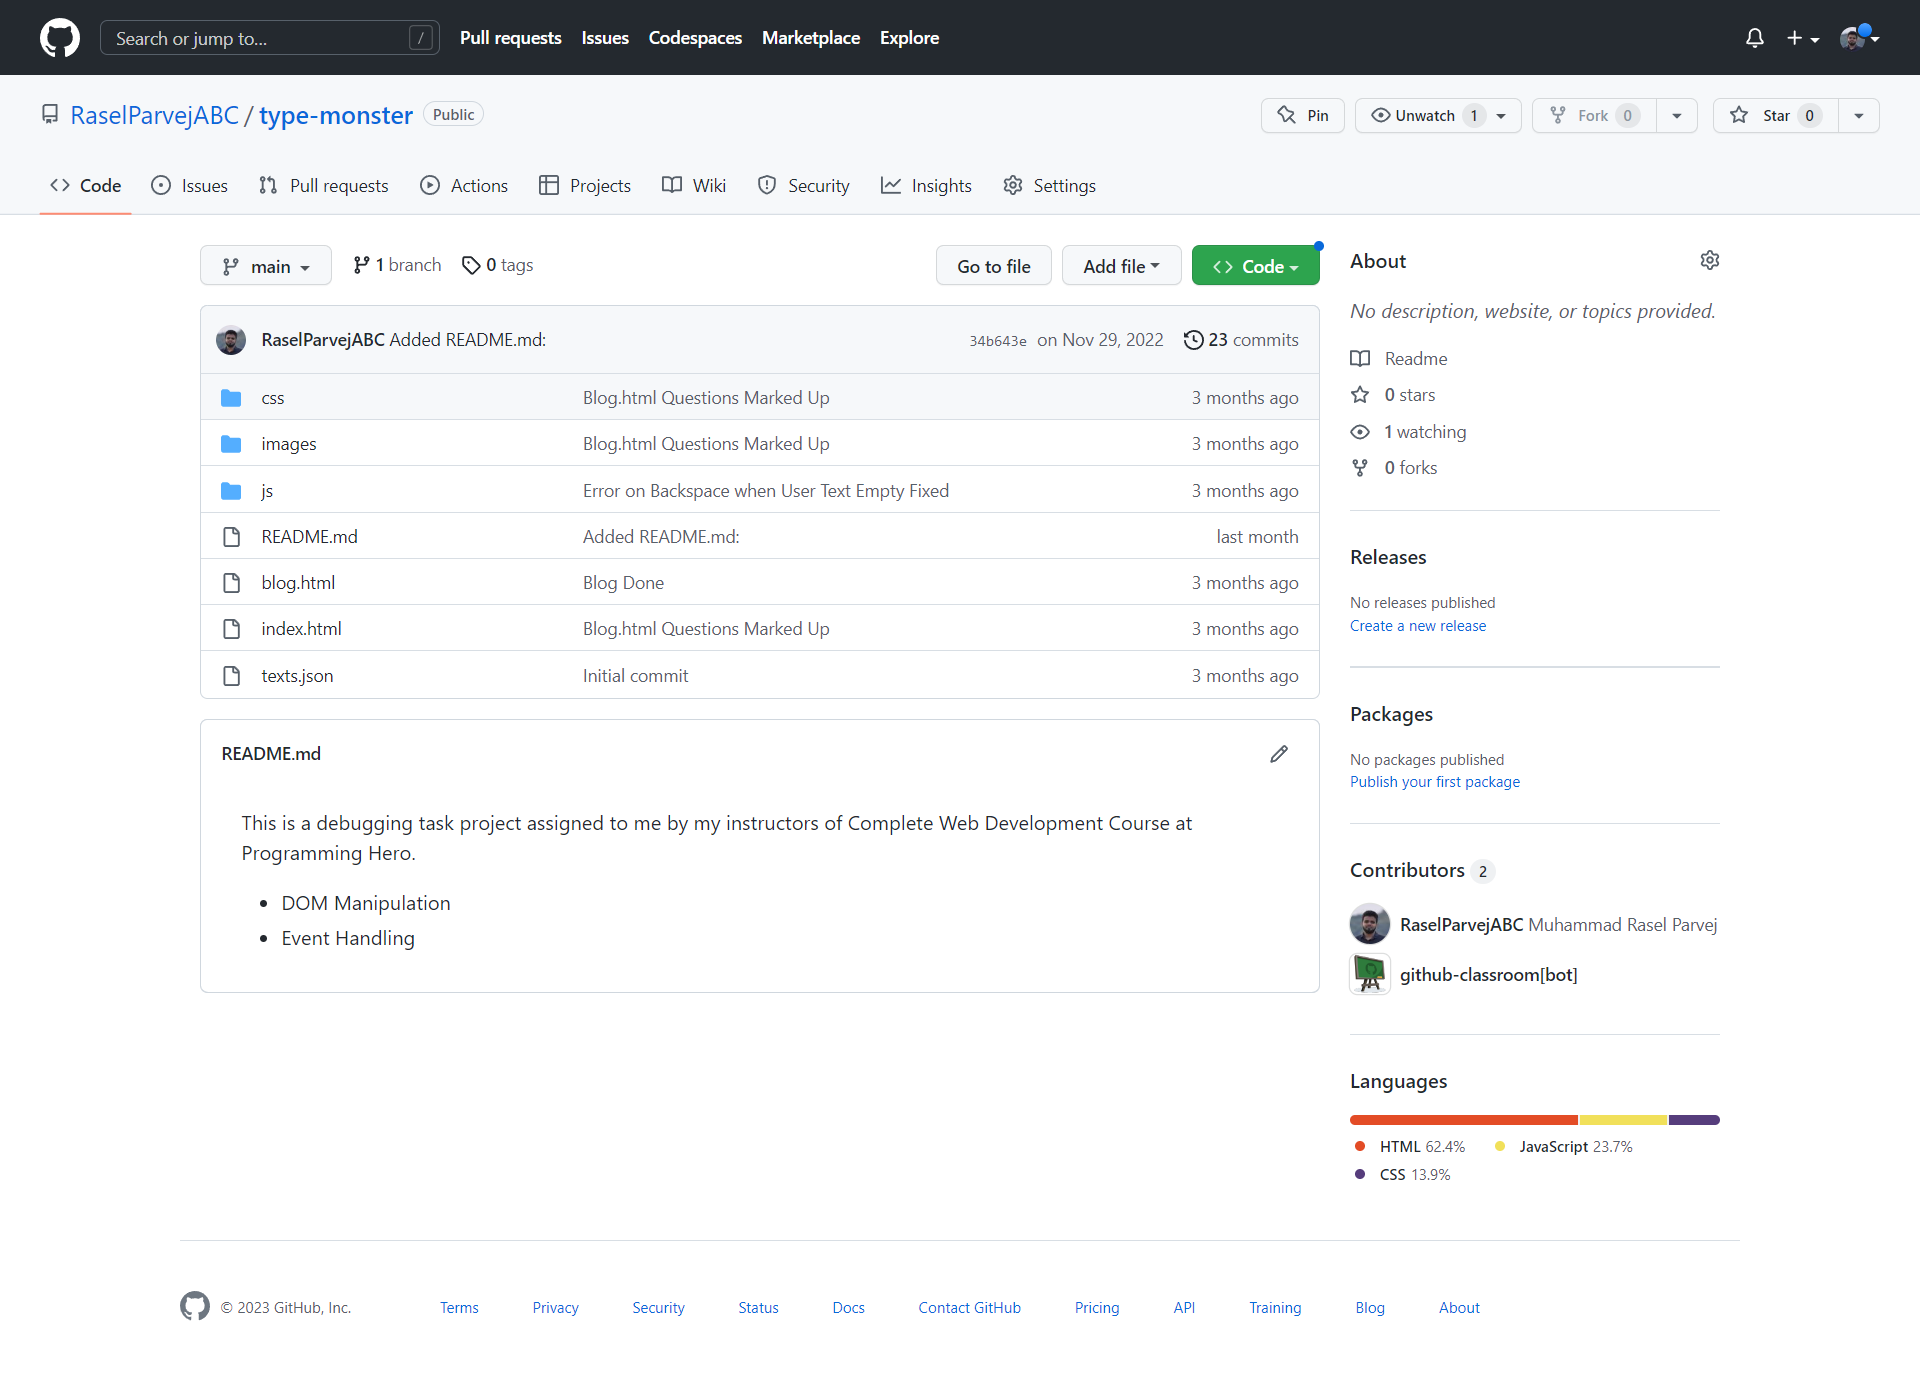 Search or jump to... /
Pull requests Issues Codespaces Marketplace Explore
RaselParvejABC / type-monster Public
Pin Unwatch 1 Fork 0 Star 0
Code Issues Pull requests Actions Projects Wiki Security Insights Settings
main 1 branch 0 tags Go to file Add file Code
RaselParvejABC Added README.md: 34b643e on Nov 29, 2022 23 commits
css Blog.html Questions Marked Up 3 months ago
images Blog.html Questions Marked Up 3 months ago
js Error on Backspace when User Text Empty Fixed 3 months ago
README.md Added README.md: last month
blog.html Blog Done 3 months ago
index.html Blog.html Questions Marked Up 3 months ago
texts.json Initial commit 3 months ago
README.md
This is a debugging task project assigned to me by my instructors of Complete Web Development Course at
Programming Hero.
DOM Manipulation
Event Handling
About
No description, website, or topics provided.
Readme
0 stars
1 watching
0 forks
Releases
No releases published
Create a new release
Packages
No packages published
Publish your first package
Contributors 2
RaselParvejABC Muhammad Rasel Parvej
github-classroom[bot]
Languages
HTML 62.4% JavaScript 23.7%
CSS 13.9%
© 2023 GitHub, Inc. Terms Privacy Security Status Docs Contact GitHub Pricing API Training Blog About